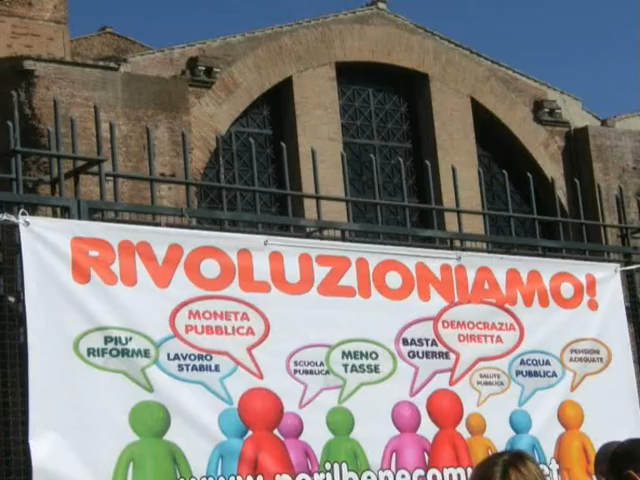 RIVOLUZIONIAMO!
MONETA
PUBBLICA
DEMOCRAZIA
DIRETTA
PIU'
RIFORME
LAVORO
STABILE
SCUOLA
PUBBLICA
MENO
TASSE
BASTA
GUERRE
SALUTE
PUBBLICA
ACQUA
PUBBLICA
PENSIONI
ADEGUATE